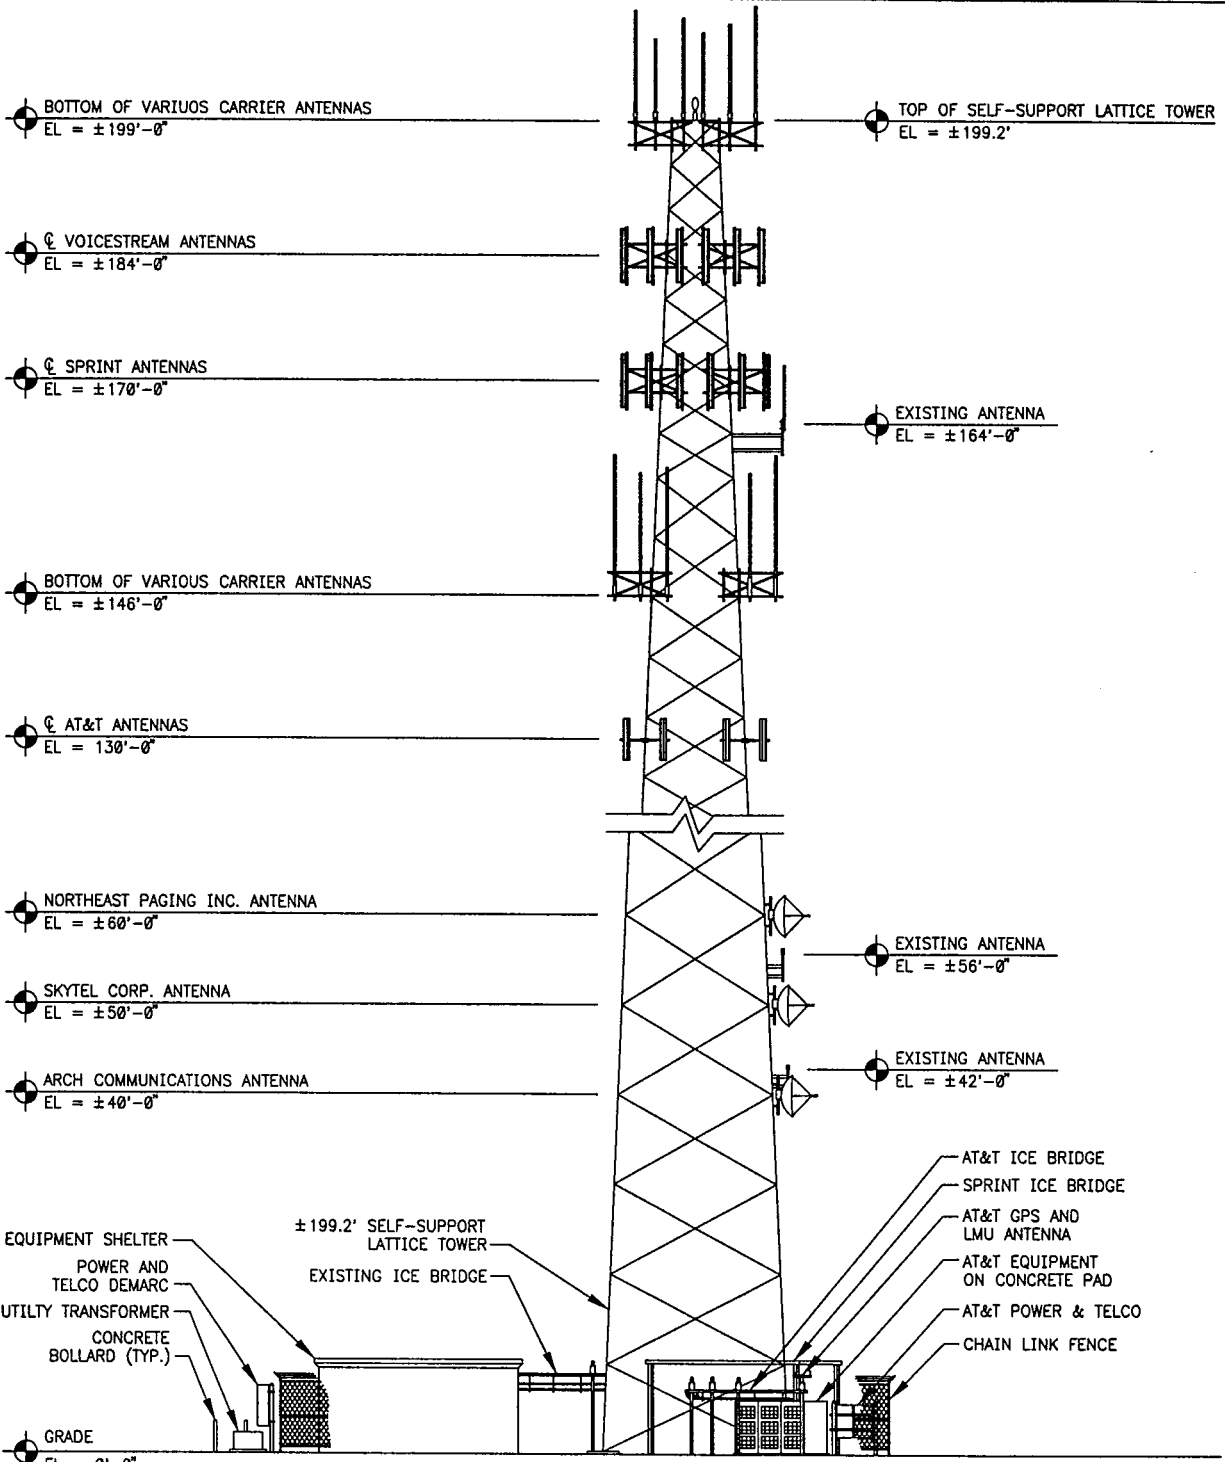 BOTTOM OF VARIUOS CARRIER ANTENNAS
EL = ±199'-0"
TOP OF SELF-SUPPORT LATTICE TOWER
EL = ±199.2'
℄ VOICESTREAM ANTENNAS
EL = ±184'-0"
℄ SPRINT ANTENNAS
EL = ±170'-0"
EXISTING ANTENNA
EL = ±164'-0"
BOTTOM OF VARIOUS CARRIER ANTENNAS
EL = ±146'-0"
℄ AT&T ANTENNAS
EL = 130'-0"
NORTHEAST PAGING INC. ANTENNA
EL = ±60'-0"
EXISTING ANTENNA
EL = ±56'-0"
SKYTEL CORP. ANTENNA
EL = ±50'-0"
EXISTING ANTENNA
EL = ±42'-0"
ARCH COMMUNICATIONS ANTENNA
EL = ±40'-0"
EQUIPMENT SHELTER
POWER AND
TELCO DEMARC
UTILTY TRANSFORMER
CONCRETE
BOLLARD (TYP.)
±199.2' SELF-SUPPORT
LATTICE TOWER
EXISTING ICE BRIDGE
AT&T ICE BRIDGE
SPRINT ICE BRIDGE
AT&T GPS AND
LMU ANTENNA
AT&T EQUIPMENT
ON CONCRETE PAD
AT&T POWER & TELCO
CHAIN LINK FENCE
GRADE